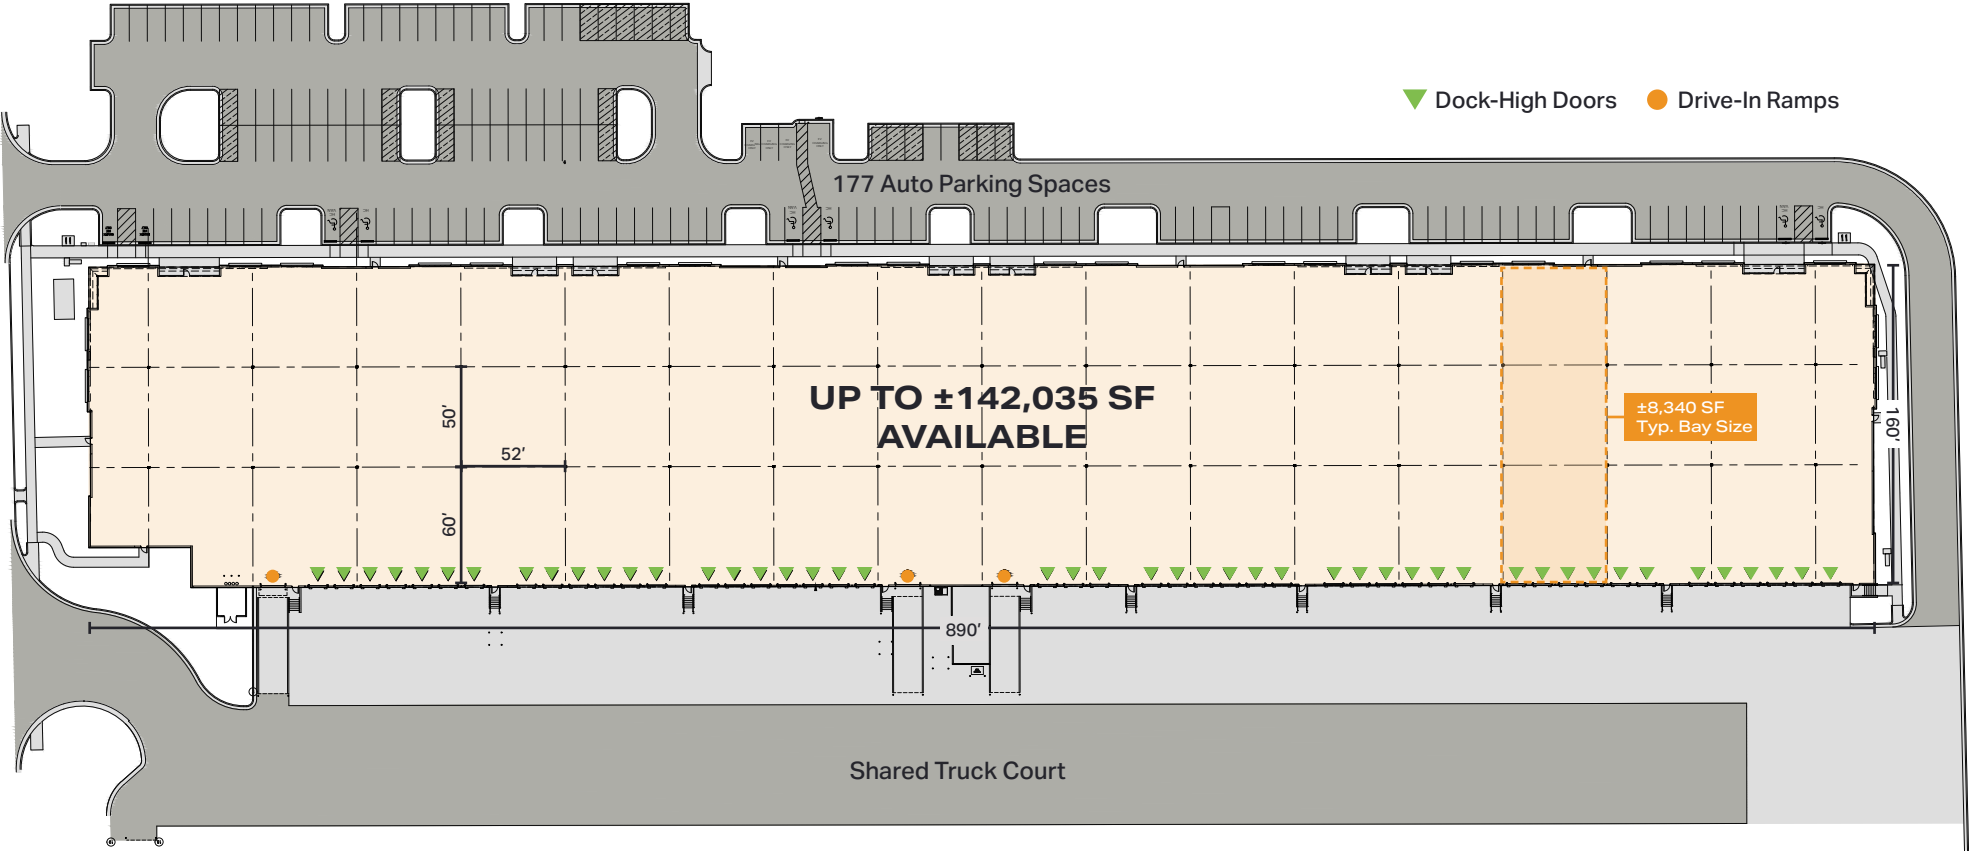 Dock-High Doors
Drive-In Ramps
177 Auto Parking Spaces
UP TO ±142,035 SF
AVAILABLE
50'
52'
60'
±8,340 SF
Typ. Bay Size
160'
890'
Shared Truck Court